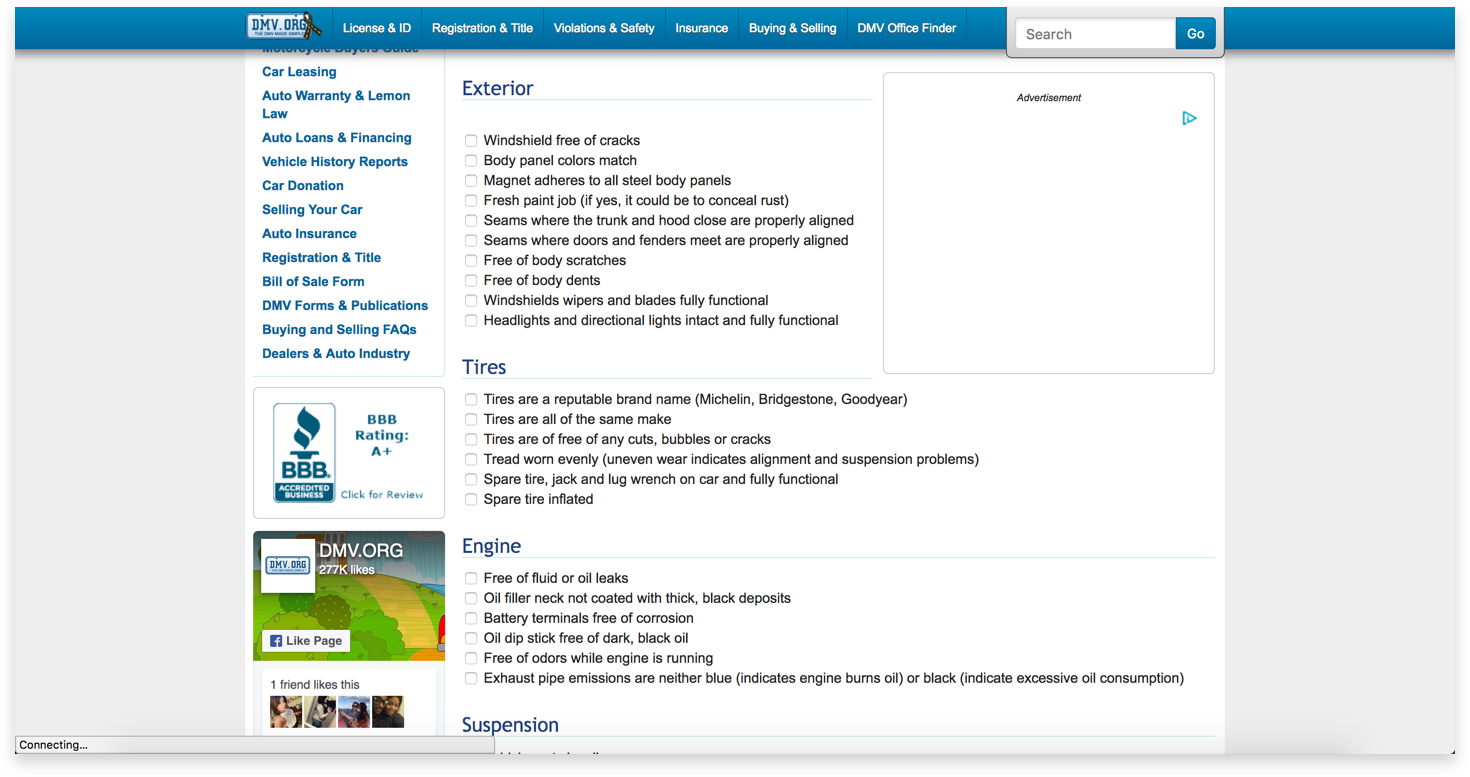 DMV.ORG
THE DMV MADE SIMPLE
License & ID
Registration & Title
Violations & Safety
Insurance
Buying & Selling
DMV Office Finder
Search
Go
Motorcycle Buyers Guide
Car Leasing
Auto Warranty & Lemon
Law
Auto Loans & Financing
Vehicle History Reports
Car Donation
Selling Your Car
Auto Insurance
Registration & Title
Bill of Sale Form
DMV Forms & Publications
Buying and Selling FAQs
Dealers & Auto Industry
BBB.
ACCREDITED
BUSINESS
BBB
Rating:
A+
Click for Review
DMV.ORG
DMV.ORG
277K likes
Like Page
1 friend likes this
Connecting...
Exterior
Windshield free of cracks
Body panel colors match
Magnet adheres to all steel body panels
Fresh paint job (if yes, it could be to conceal rust)
Seams where the trunk and hood close are properly aligned
Seams where doors and fenders meet are properly aligned
Free of body scratches
Free of body dents
Windshields wipers and blades fully functional
Headlights and directional lights intact and fully functional
Advertisement
Tires
Tires are a reputable brand name (Michelin, Bridgestone, Goodyear)
Tires are all of the same make
Tires are of free of any cuts, bubbles or cracks
Tread worn evenly (uneven wear indicates alignment and suspension problems)
Spare tire, jack and lug wrench on car and fully functional
Spare tire inflated
Engine
Free of fluid or oil leaks
Oil filler neck not coated with thick, black deposits
Battery terminals free of corrosion
Oil dip stick free of dark, black oil
Free of odors while engine is running
Exhaust pipe emissions are neither blue (indicates engine burns oil) or black (indicate excessive oil consumption)
Suspension